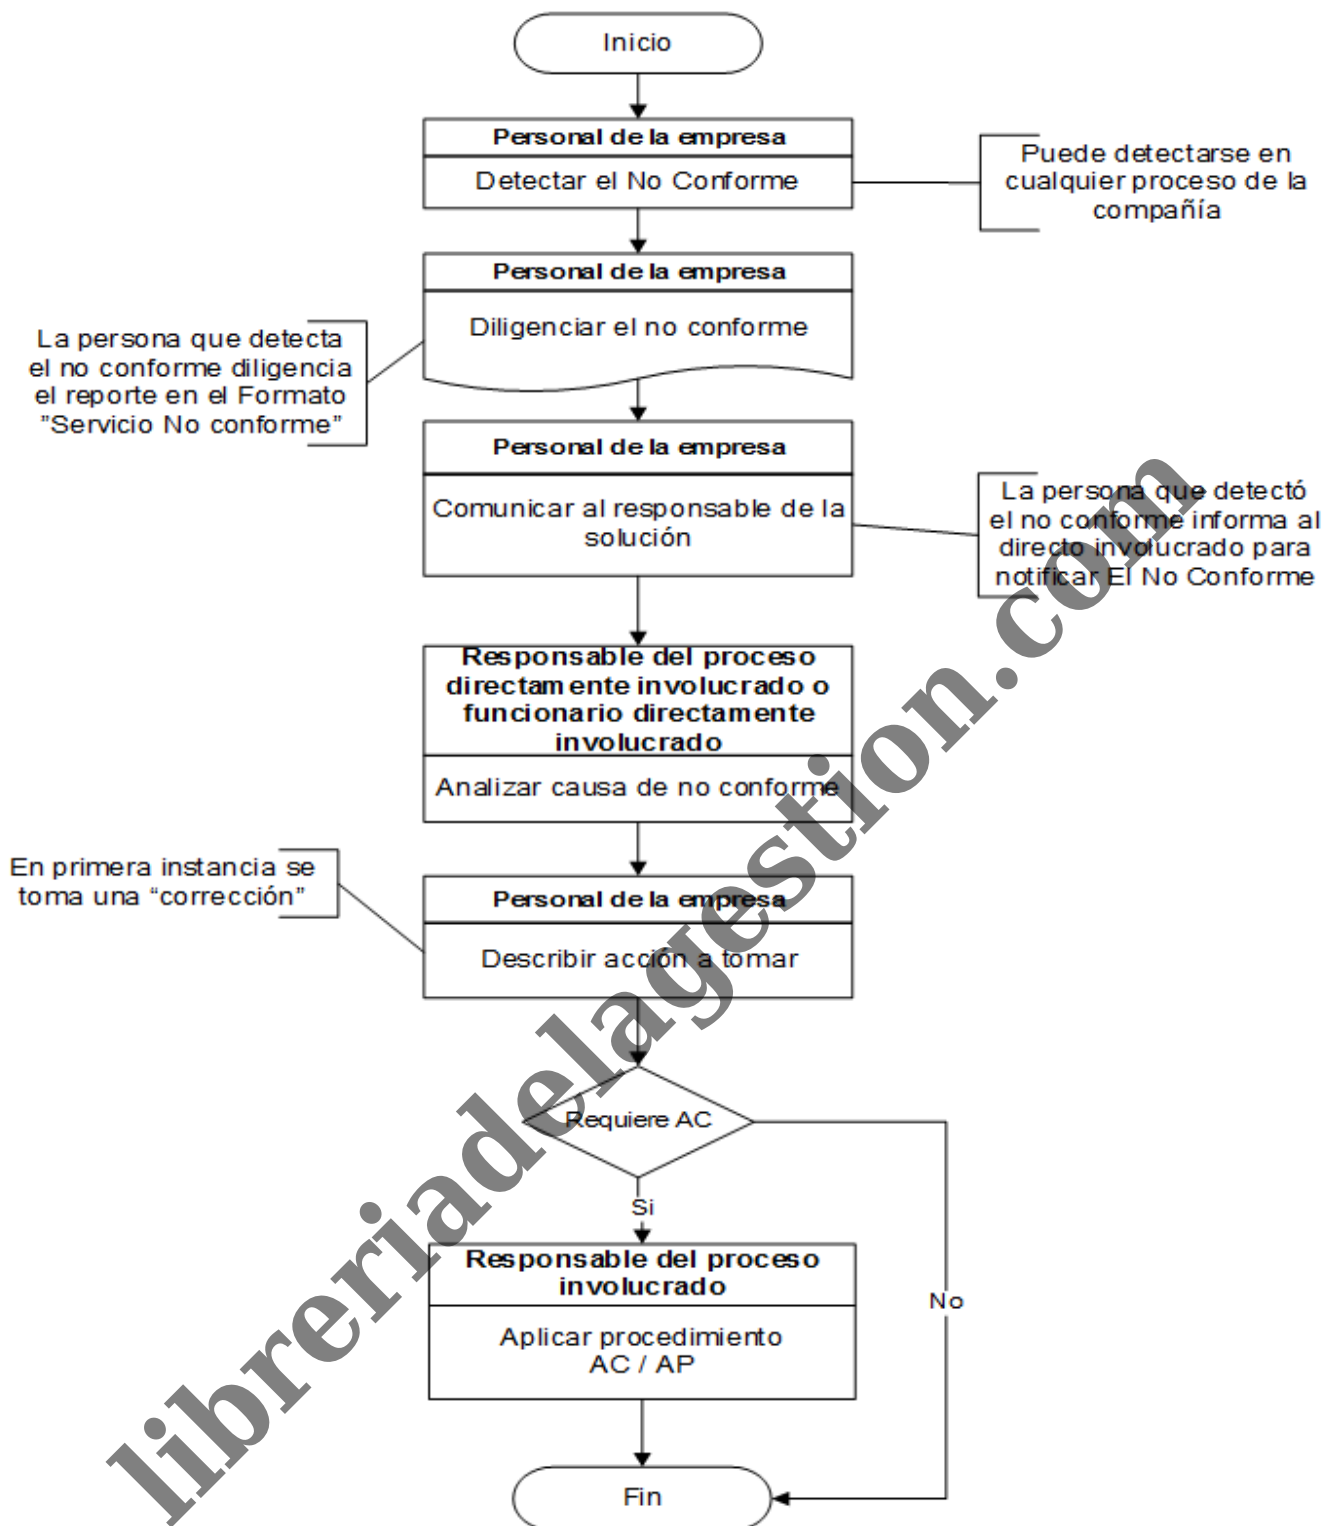 Inicio
Personal de la empresa
Detectar el No Conforme
Puede detectarse en
cualquier proceso de la
compañía
Personal de la empresa
Diligenciar el no conforme
La persona que detecta
el no conforme diligencia
el reporte en el Formato
"Servicio No conforme"
Personal de la empresa
Comunicar al responsable de la
solución
La persona que detectó
el no conforme informa al
directo involucrado para
notificar El No Conforme
Responsable del proceso
directamente involucrado o
funcionario directamente
involucrado
Analizar causa de no conforme
En primera instancia se
toma una “corrección”
Personal de la empresa
Describir acción a tomar
Requiere AC
Si
Responsable del proceso
involucrado
Aplicar procedimiento
AC / AP
No
Fin
libreriadelagestion.com